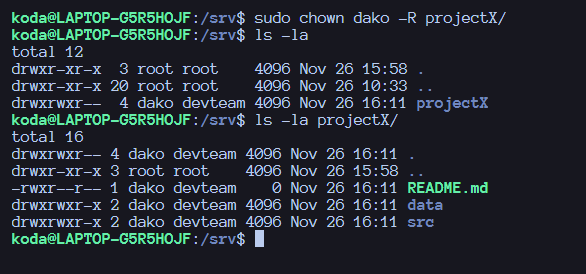 koda@LAPTOP-G5R5HOJF:/srv$ sudo chown dako -R projectX/
koda@LAPTOP-G5R5HOJF:/srv$ ls -la
total 12
drwxr-xr-x  3 root root    4096 Nov 26 15:58 .
drwxr-xr-x 20 root root    4096 Nov 26 10:33 ..
drwxrwxr--  4 dako devteam 4096 Nov 26 16:11 projectX
koda@LAPTOP-G5R5HOJF:/srv$ ls -la projectX/
total 16
drwxrwxr-- 4 dako devteam 4096 Nov 26 16:11 .
drwxr-xr-x 3 root root    4096 Nov 26 15:58 ..
-rwxr--r-- 1 dako devteam    0 Nov 26 16:11 README.md
drwxrwxr-x 2 dako devteam 4096 Nov 26 16:11 data
drwxrwxr-x 2 dako devteam 4096 Nov 26 16:11 src
koda@LAPTOP-G5R5HOJF:/srv$